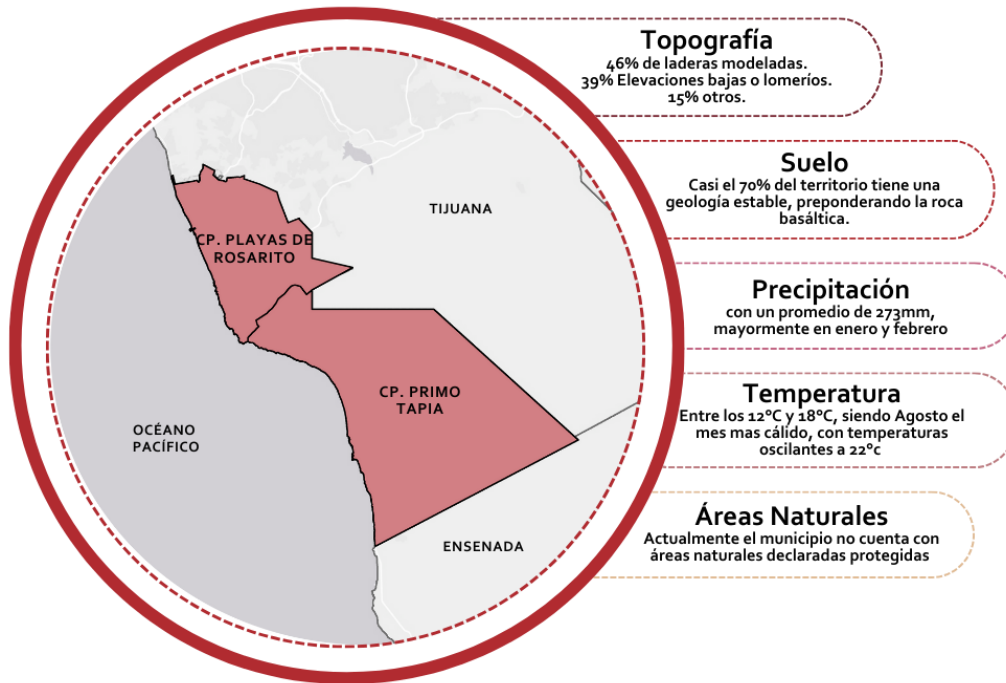 Topografía
46% de laderas modeladas.
39% Elevaciones bajas o lomeríos.
15% otros.
Suelo
Casi el 70% del territorio tiene una
geología estable, preponderando la roca
basáltica.
Precipitación
con un promedio de 273mm,
mayormente en enero y febrero
Temperatura
Entre los 12°C y 18°C, siendo Agosto el
mes mas cálido, con temperaturas
oscilantes a 22°c
Áreas Naturales
Actualmente el municipio no cuenta con
áreas naturales declaradas protegidas
TIJUANA
CP. PLAYAS DE
ROSARITO
CP. PRIMO
TAPIA
OCÉANO
PACÍFICO
ENSENADA